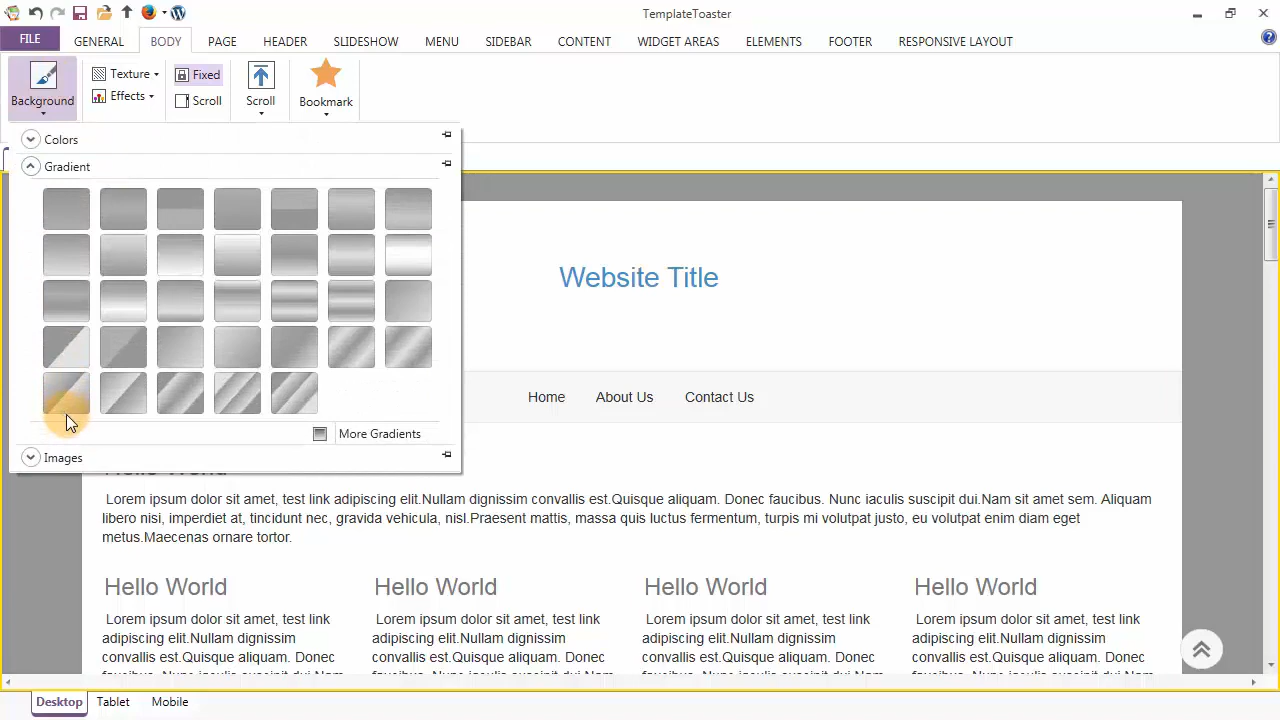 TemplateToaster
FILE
GENERAL
BODY
PAGE
HEADER
SLIDESHOW
MENU
SIDEBAR
CONTENT
WIDGET AREAS
ELEMENTS
FOOTER
RESPONSIVE LAYOUT
Background
Texture
Effects
Fixed
Scroll
Scroll
Bookmark
Colors
Gradient
More Gradients
Images
Website Title
Home
About Us
Contact Us
Hello World
Lorem ipsum dolor sit amet, test link adipiscing elit.Nullam dignissim convallis est.Quisque aliquam. Donec faucibus. Nunc iaculis suscipit dui.Nam sit amet sem. Aliquam
libero nisi, imperdiet at, tincidunt nec, gravida vehicula, nisl.Praesent mattis, massa quis luctus fermentum, turpis mi volutpat justo, eu volutpat enim diam eget
metus.Maecenas ornare tortor.
Hello World
Lorem ipsum dolor sit amet, test link
adipiscing elit.Nullam dignissim
convallis est.Quisque aliquam. Donec
Hello World
Lorem ipsum dolor sit amet, test link
adipiscing elit.Nullam dignissim
convallis est.Quisque aliquam. Donec
Hello World
Lorem ipsum dolor sit amet, test link
adipiscing elit.Nullam dignissim
convallis est.Quisque aliquam. Donec
Hello World
Lorem ipsum dolor sit amet, test link
adipiscing elit.Nullam dignissim
convallis est.Quisque aliquam. Donec
Desktop
Tablet
Mobile